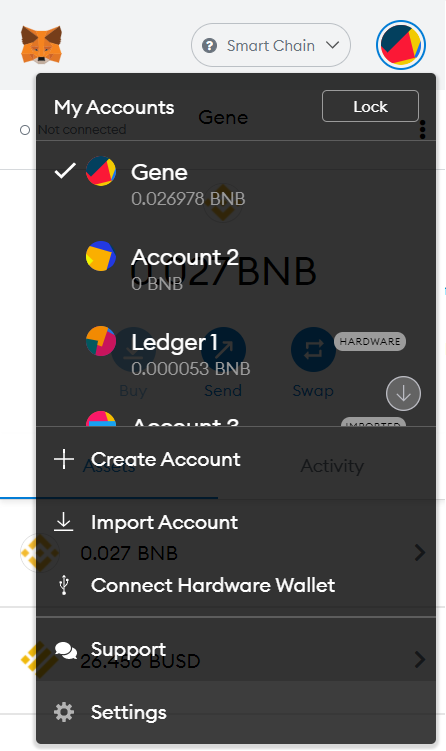 Smart Chain
My Accounts
Lock
Gene
Not connected
Gene
0.026978 BNB
Account 2
0 BNB
0.027 BNB
Ledger 1
HARDWARE
0.000053 BNB
Buy
Send
Swap
Account 3
IMPORTED
Assets
Activity
Create Account
Import Account
0.027 BNB
Connect Hardware Wallet
Support
26.456 BUSD
Settings